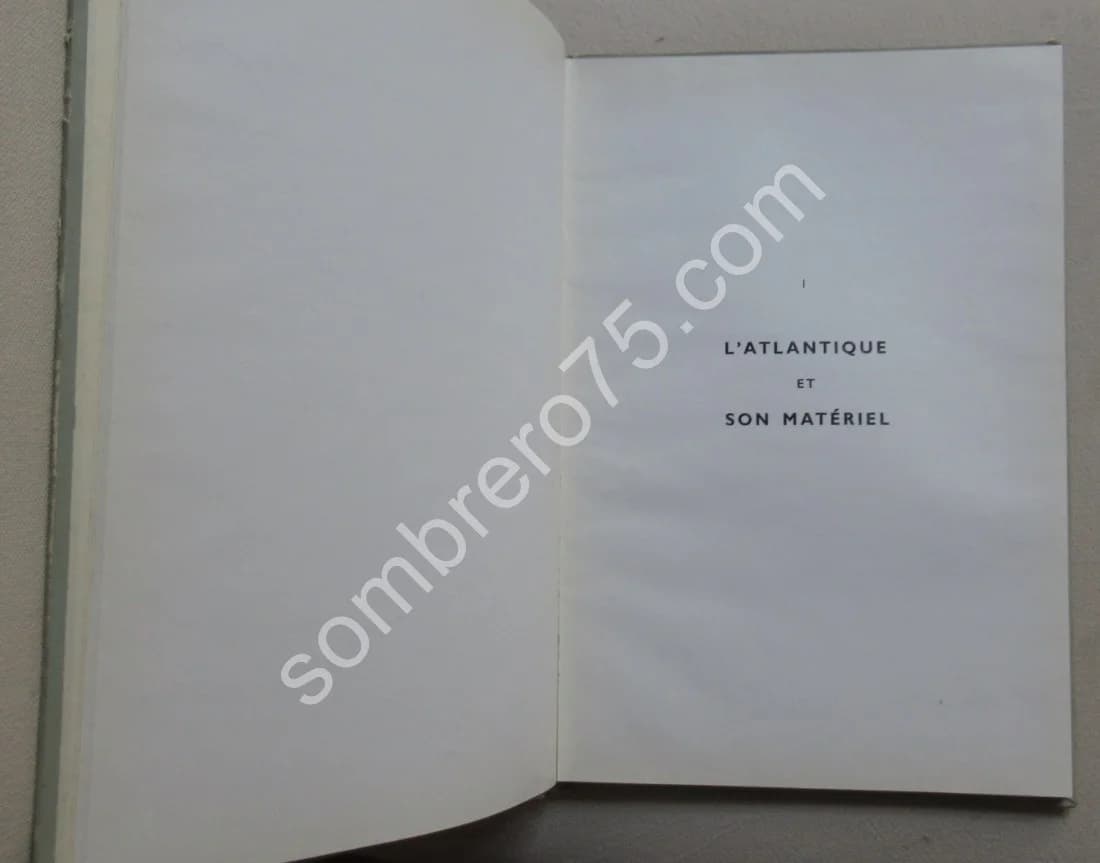 I
L'ATLANTIQUE
ET
SON MATÉRIEL
sombrero75.com